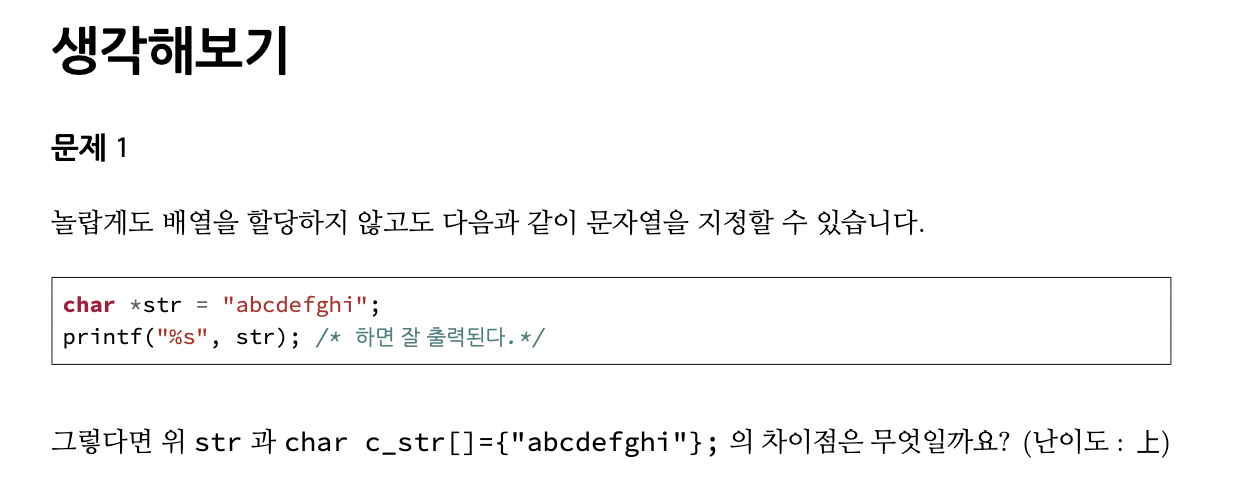 생각해보기
문제 1
놀랍게도 배열을 할당하지 않고도 다음과 같이 문자열을 지정할 수 있습니다.
char *str = "abcdefghi";
printf("%s", str); /* 하면 잘 출력된다.*/
그렇다면 위 str 과 char c_str[]={"abcdefghi"}; 의 차이점은 무엇일까요? (난이도 : 上)